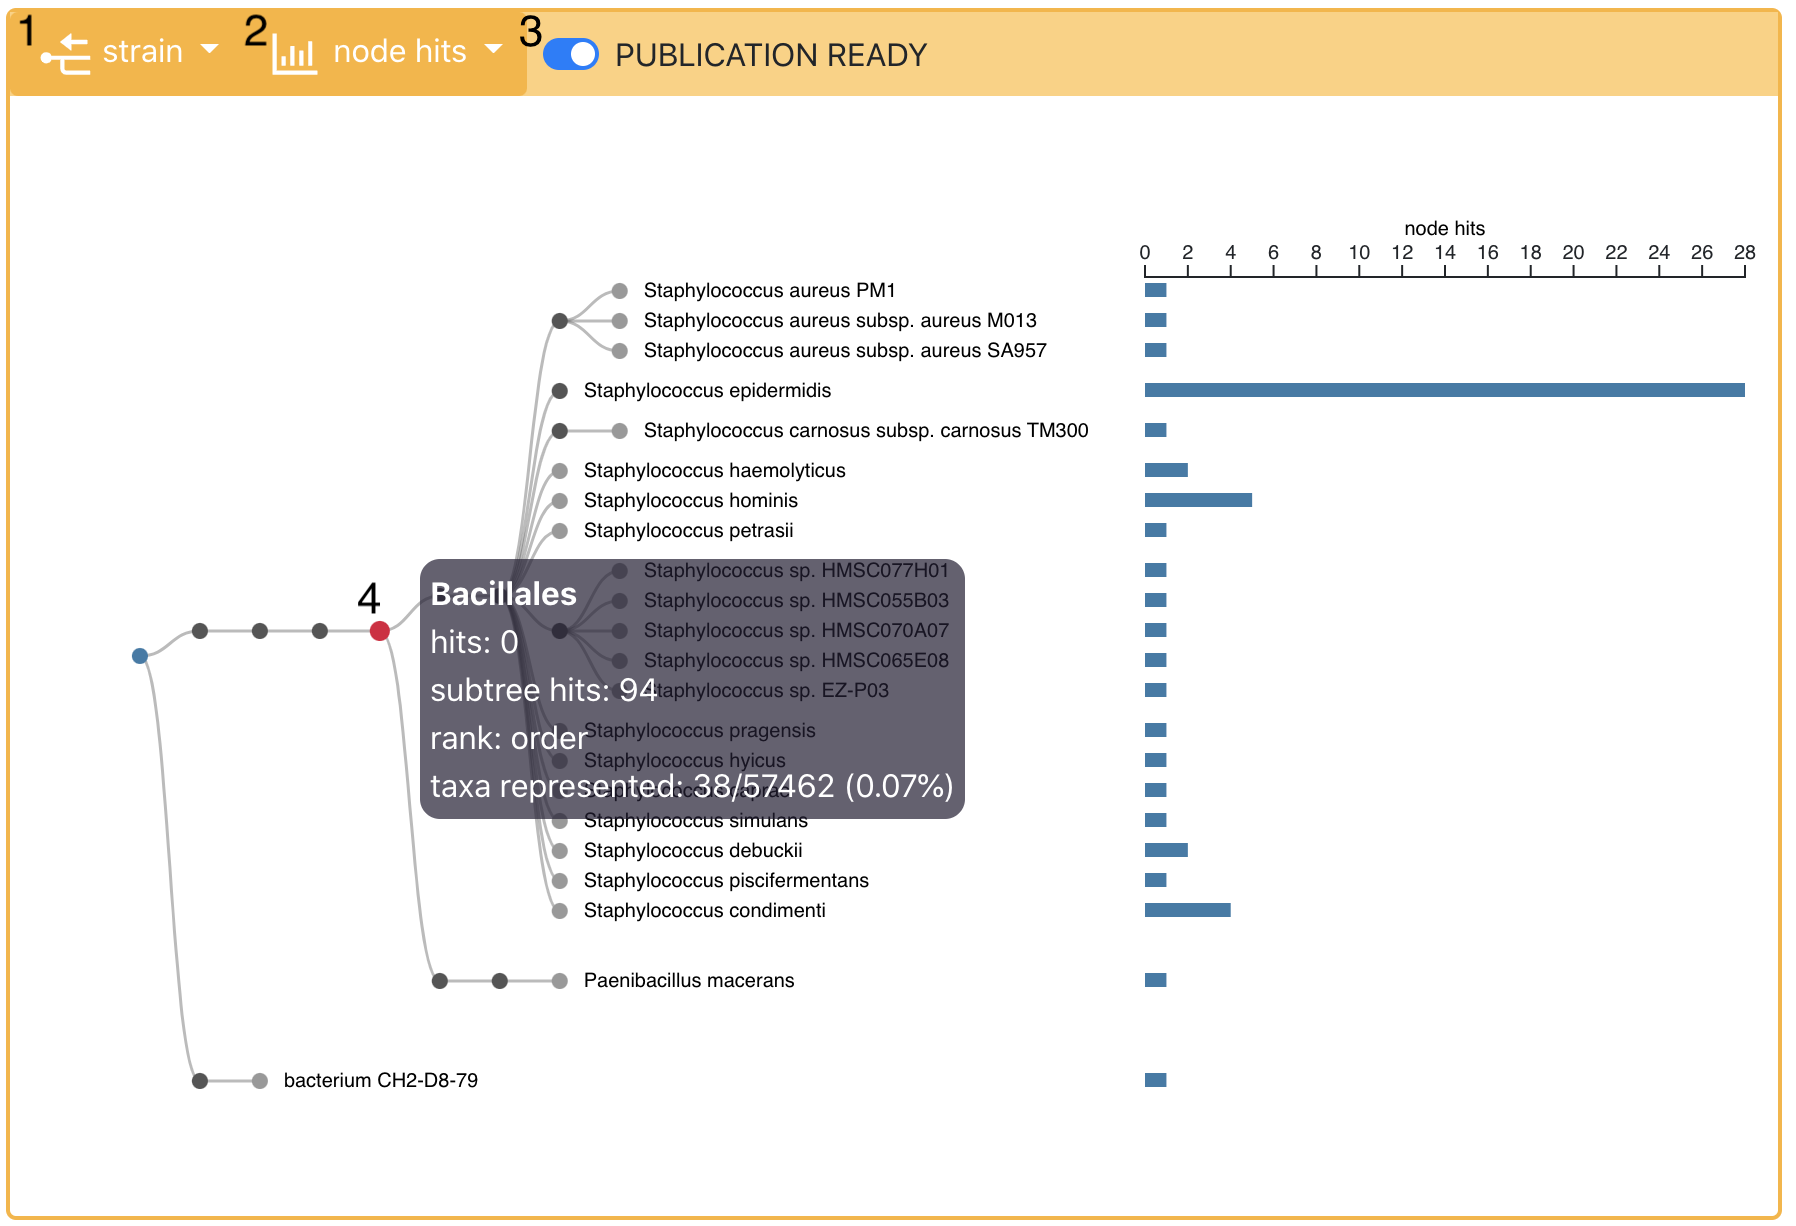 1 strain 2 node hits 3 PUBLICATION READY
node hits
0 2 4 6 8 10 12 14 16 18 20 22 24 26 28
Staphylococcus aureus PM1
Staphylococcus aureus subsp. aureus M013
Staphylococcus aureus subsp. aureus SA957
Staphylococcus epidermidis
Staphylococcus carnosus subsp. carnosus TM300
Staphylococcus haemolyticus
Staphylococcus hominis
Staphylococcus petrasii
4
Bacillales
hits: 0
subtree hits: 94
rank: order
taxa represented: 38/57462 (0.07%)
Staphylococcus sp. HMSC077H01
Staphylococcus sp. HMSC055B03
Staphylococcus sp. HMSC070A07
Staphylococcus sp. HMSC065E08
Staphylococcus sp. EZ-P03
Staphylococcus pragensis
Staphylococcus hyicus
Staphylococcus simulans
Staphylococcus debuckii
Staphylococcus piscifermentans
Staphylococcus condimenti
Paenibacillus macerans
bacterium CH2-D8-79